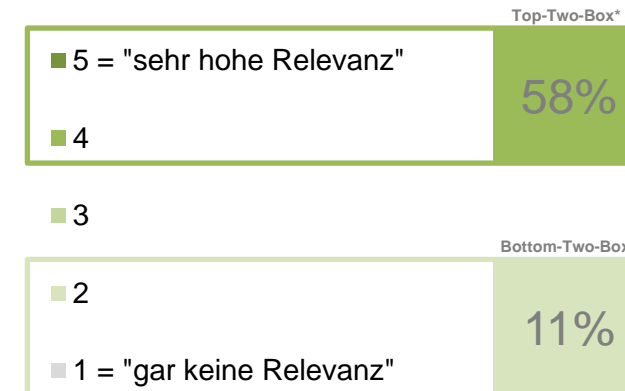 Top-Two-Box*
5 = "sehr hohe Relevanz"
58%
4
3
Bottom-Two-Box
2
11%
1 = "gar keine Relevanz"